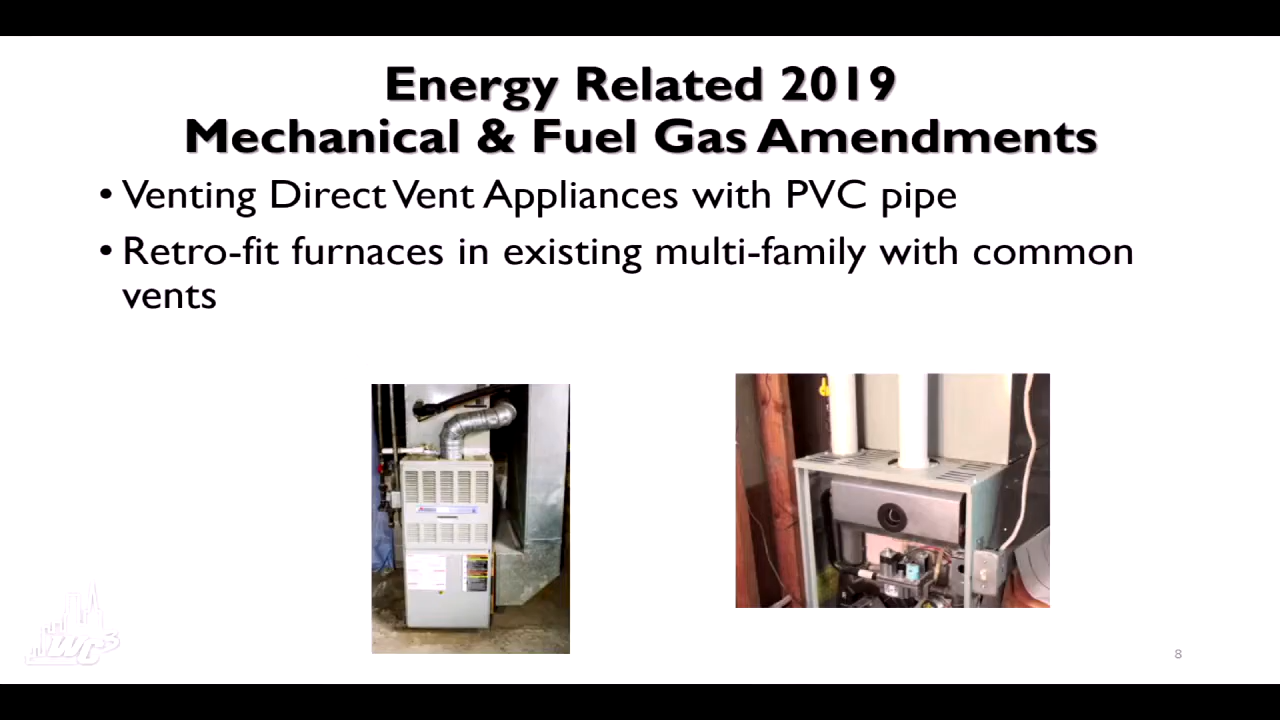 Energy Related 2019
Mechanical & Fuel Gas Amendments
• Venting Direct Vent Appliances with PVC pipe
• Retro-fit furnaces in existing multi-family with common
vents
WC3
8